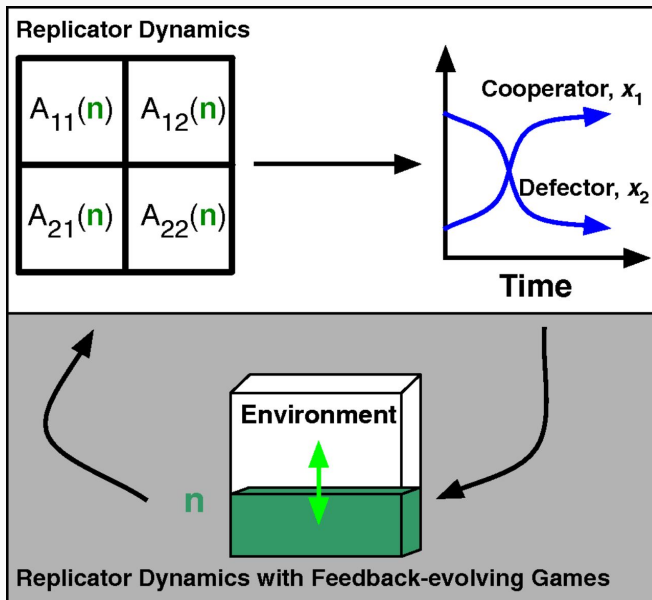 Replicator Dynamics
A₁₁(n) A₁₂(n)
A₂₁(n) A₂₂(n)
Cooperator, x₁
Defector, x₂
Time
Environment
n
Replicator Dynamics with Feedback-evolving Games